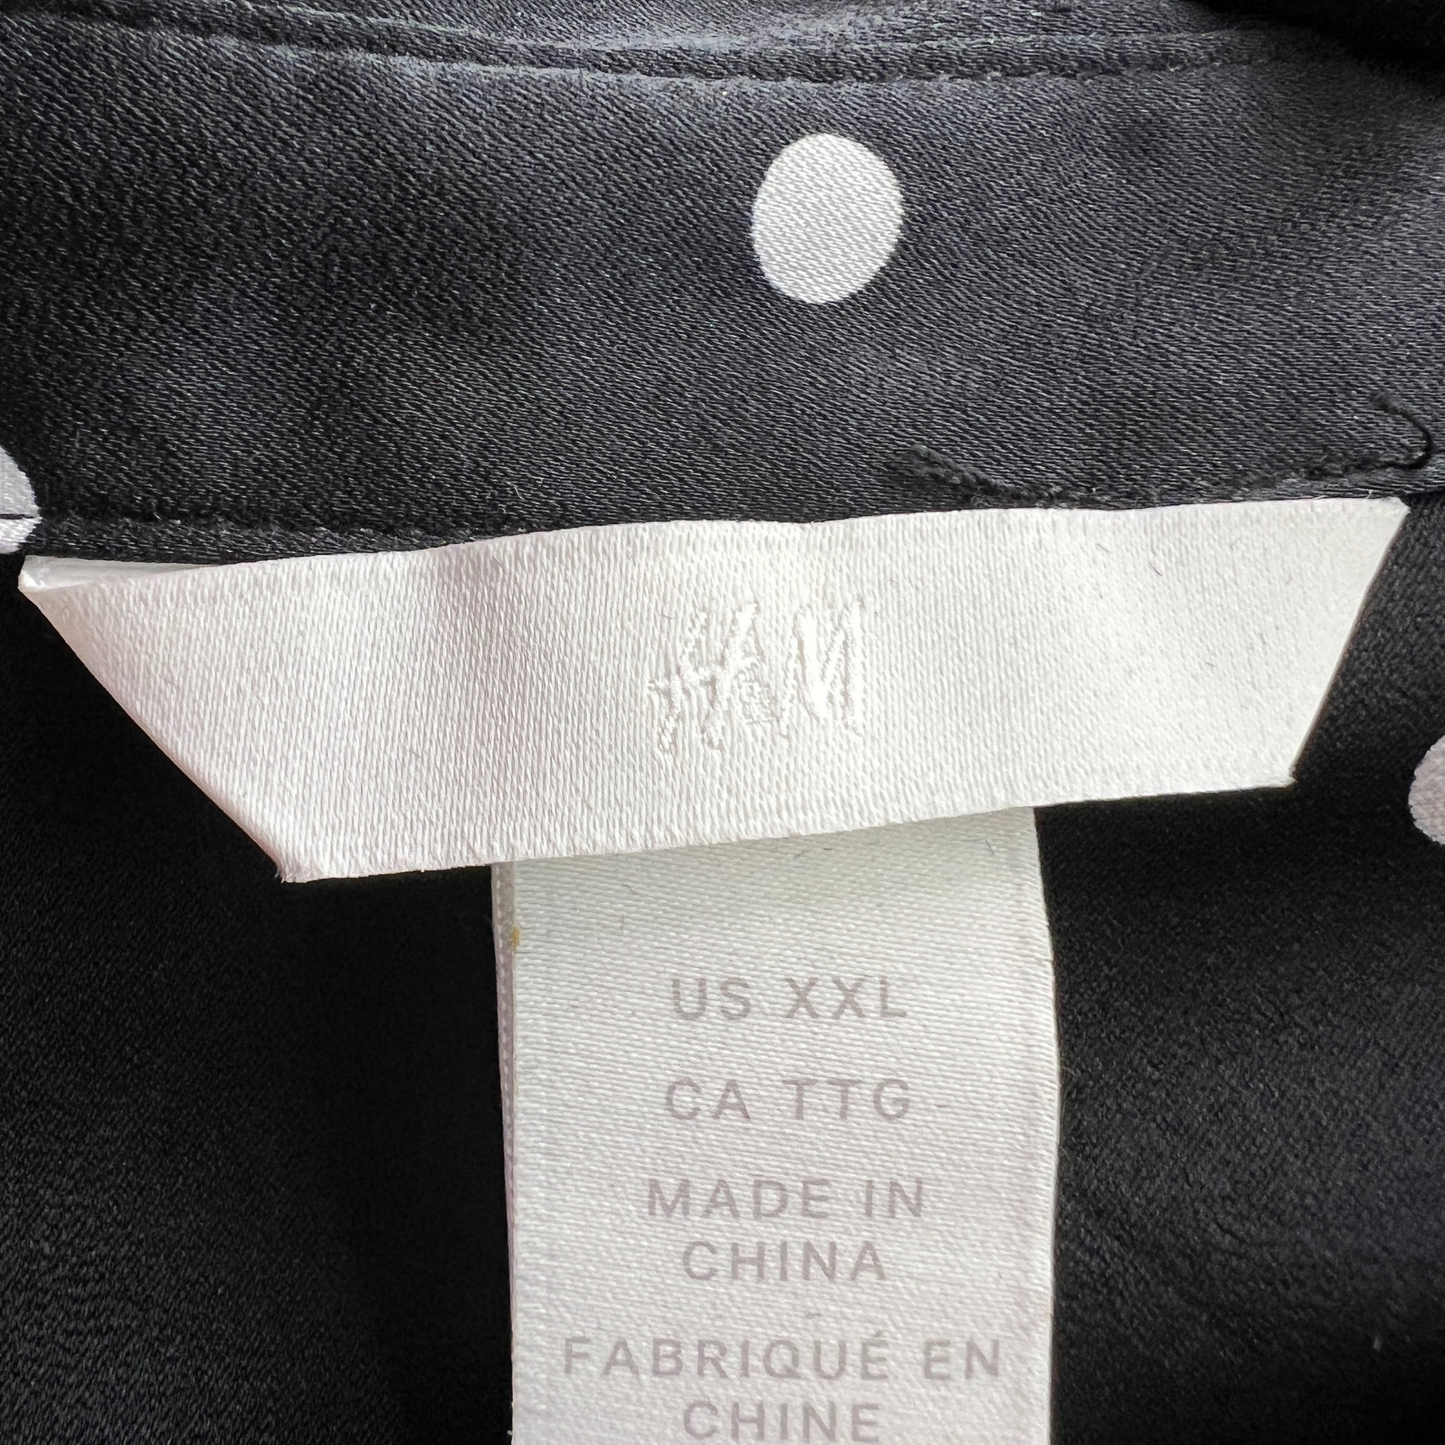 H&M
US XXL
CA TTG
MADE IN
CHINA
FABRIQUÉ EN
CHINE